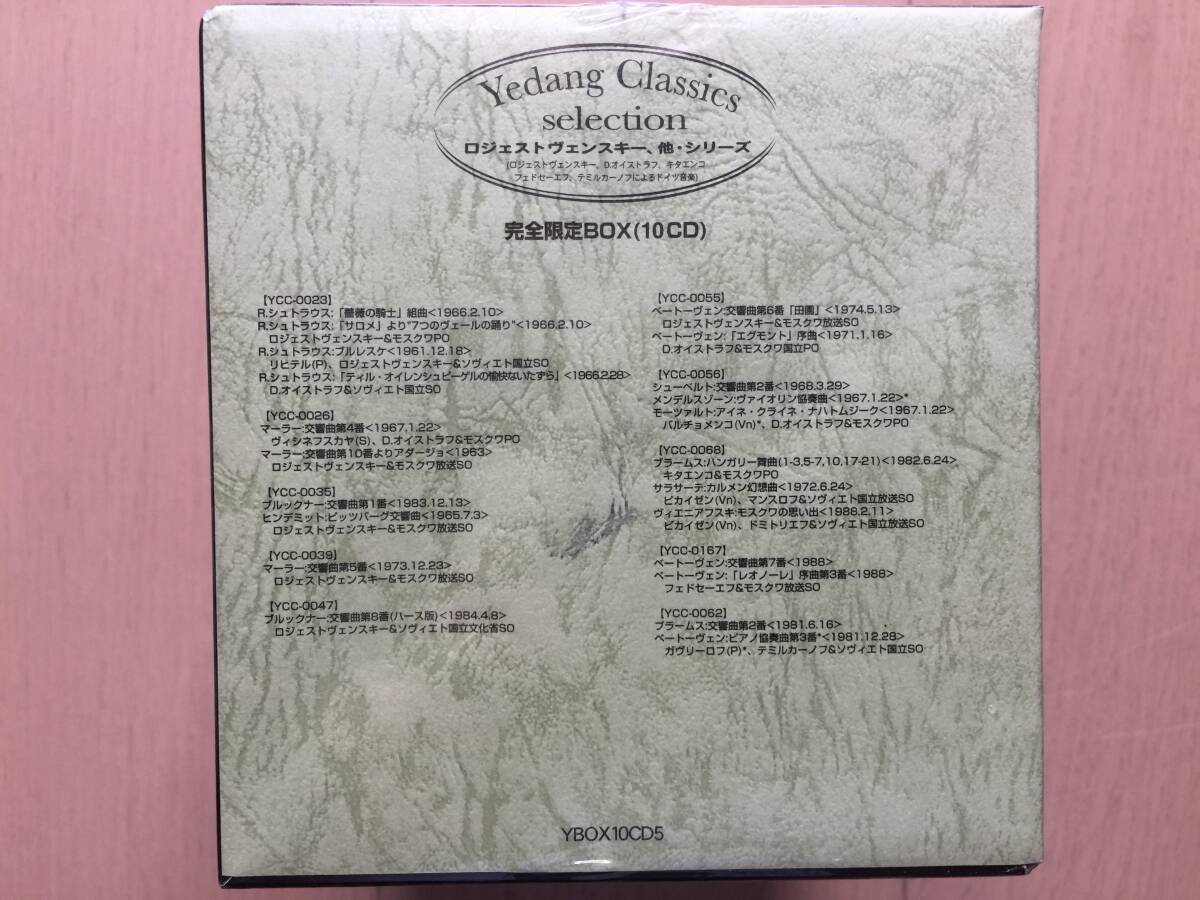 Yedang Classics
selection
ロジェストヴェンスキー、他・シリーズ
(ロジェストヴェンスキー、D.オイストラフ、キタエンコ
フェドセーエフ、テミルカーノフによるドイツ音楽)
完全限定BOX(10CD)
【YCC-0023】
R.シュトラウス:「薔薇の騎士」組曲<1966.2.10>
R.シュトラウス:「サロメ」より"7つのヴェールの踊り"<1966.2.10>
ロジェストヴェンスキー&モスクワPO
R.シュトラウス:ブルレスケ<1961.12.18>
リヒテル(P)、ロジェストヴェンスキー&ソヴィエト国立SO
R.シュトラウス:「ティル・オイレンシュピーゲルの愉快ないたずら」<1966.2.28>
D.オイストラフ&ソヴィエト国立SO
【YCC-0026】
マーラー:交響曲第4番<1967.1.22>
ヴィシネフスカヤ(S)、D.オイストラフ&モスクワPO
マーラー:交響曲第10番よりアダージョ<1963>
ロジェストヴェンスキー&モスクワ放送SO
【YCC-0035】
ブルックナー:交響曲第1番<1983.12.13>
ヒンデミット:ピッツバーグ交響曲<1965.7.3>
ロジェストヴェンスキー&モスクワ放送SO
【YCC-0039】
マーラー:交響曲第5番<1973.12.23>
ロジェストヴェンスキー&モスクワ放送SO
【YCC-0047】
ブルックナー:交響曲第8番(ハース版)<1984.4.8>
ロジェストヴェンスキー&ソヴィエト国立文化省SO
【YCC-0055】
ベートーヴェン:交響曲第6番「田園」<1974.5.13>
ロジェストヴェンスキー&モスクワ放送SO
ベートーヴェン:「エグモント」序曲<1971.1.16>
D.オイストラフ&モスクワ国立PO
【YCC-0056】
シューベルト:交響曲第2番<1968.3.29>
メンデルスゾーン:ヴァイオリン協奏曲<1967.1.22>*
モーツァルト:アイネ・クライネ・ナハトムジーク<1967.1.22>
パルチョメンコ(Vn)*、D.オイストラフ&モスクワPO
【YCC-0068】
ブラームス:ハンガリー舞曲(1-3,5-7,10,17-21)<1982.6.24>
キタエンコ&モスクワPO
サラサーテ:カルメン幻想曲<1972.6.24>
ピカイゼン(Vn)、マンスロフ&ソヴィエト国立放送SO
ヴィエニアフスキ:モスクワの思い出<1988.2.11>
ピカイゼン(Vn)、ドミトリエフ&ソヴィエト国立放送SO
【YCC-0167】
ベートーヴェン:交響曲第7番<1988>
ベートーヴェン:「レオノーレ」序曲第3番<1988>
フェドセーエフ&モスクワ放送SO
【YCC-0062】
ブラームス:交響曲第2番<1981.6.16>
ベートーヴェン:ピアノ協奏曲第3番*<1981.12.28>
ガヴリーロフ(P)*、テミルカーノフ&ソヴィエト国立SO
YBOX10CD5